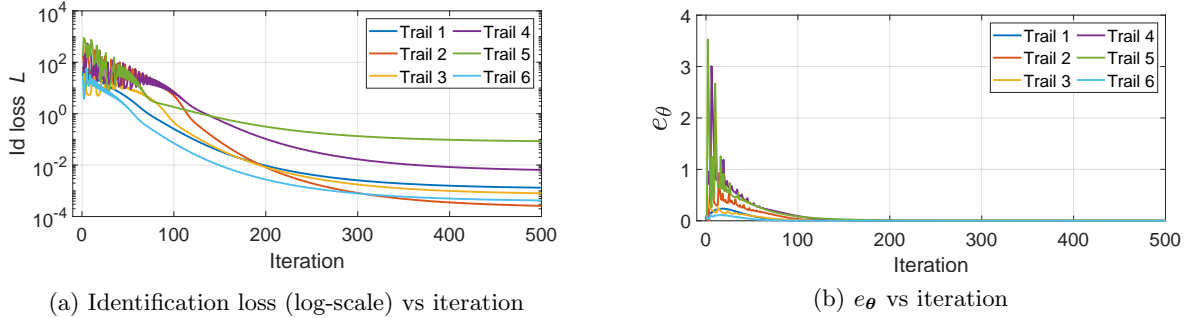 10^4
10^2
10^0
10^-2
10^-4
Id loss L
0 100 200 300 400 500
Iteration
Trail 1 Trail 4
Trail 2 Trail 5
Trail 3 Trail 6
(a) Identification loss (log-scale) vs iteration
4
3
2
1
0
e_θ
0 100 200 300 400 500
Iteration
Trail 1 Trail 4
Trail 2 Trail 5
Trail 3 Trail 6
(b) e_θ vs iteration